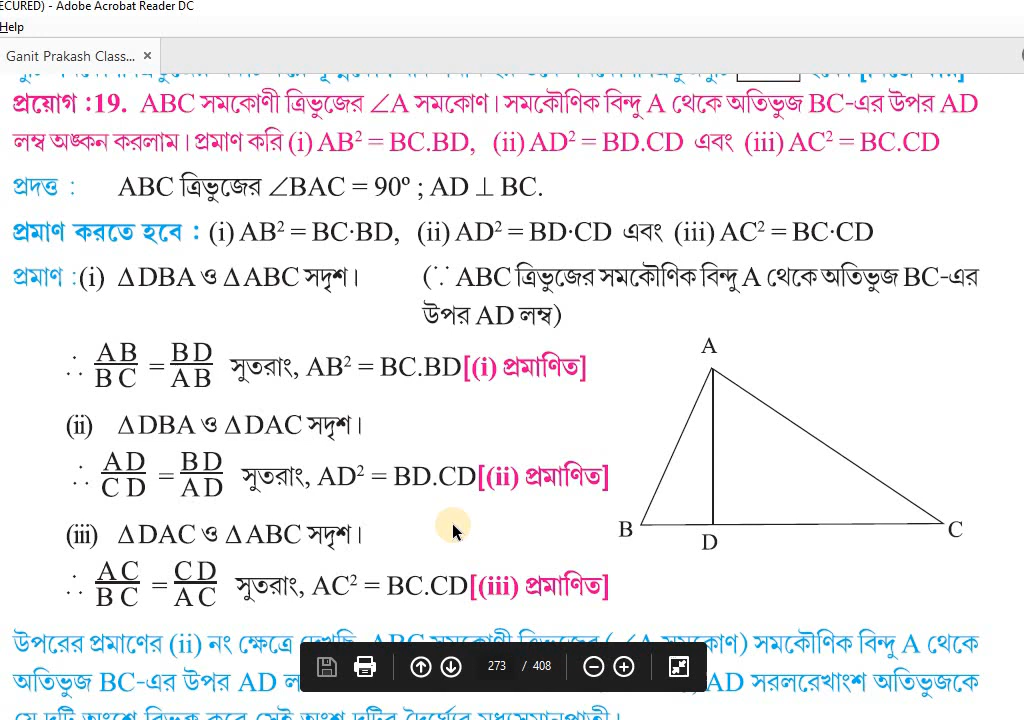 ECURED) - Adobe Acrobat Reader DC
Help
Ganit Prakash Class... ×
প্রয়োগ :19. ABC সমকোণী ত্রিভুজের ∠A সমকোণ। সমকৌণিক বিন্দু A থেকে অতিভুজ BC-এর উপর AD
লম্ব অঙ্কন করলাম। প্রমাণ করি (i) AB² = BC.BD, (ii) AD² = BD.CD এবং (iii) AC² = BC.CD
প্রদত্ত : ABC ত্রিভুজের ∠BAC = 90º ; AD ⊥ BC.
প্রমাণ করতে হবে : (i) AB² = BC·BD, (ii) AD² = BD·CD এবং (iii) AC² = BC·CD
প্রমাণ :(i) ΔDBA ও ΔABC সদৃশ। (∵ ABC ত্রিভুজের সমকৌণিক বিন্দু A থেকে অতিভুজ BC-এর
উপর AD লম্ব)
∴ AB/BC = BD/AB সুতরাং, AB² = BC.BD[(i) প্রমাণিত]
(ii) ΔDBA ও ΔDAC সদৃশ।
∴ AD/CD = BD/AD সুতরাং, AD² = BD.CD[(ii) প্রমাণিত]
(iii) ΔDAC ও ΔABC সদৃশ।
∴ AC/BC = CD/AC সুতরাং, AC² = BC.CD[(iii) প্রমাণিত]
A
B
D
C
উপরের প্রমাণের (ii) নং ক্ষেত্রে দেখছি, ABC সমকোণী ত্রিভুজের (∠A সমকোণ) সমকৌণিক বিন্দু A থেকে
অতিভুজ BC-এর উপর AD AD সরলরেখাংশ অতিভুজকে
273 / 408